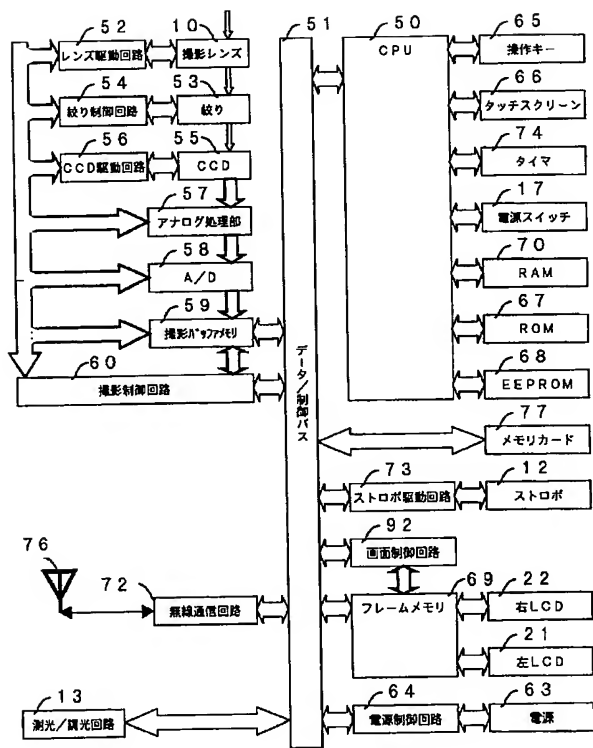 52
レンズ駆動回路
10
撮影レンズ
54
絞り制御回路
53
絞り
56
CCD駆動回路
55
CCD
57
アナログ処理部
58
A/D
59
撮影バッファメモリ
60
撮影制御回路
76
72
無線通信回路
13
測光/調光回路
51
データ/制御バス
50
CPU
65
操作キー
66
タッチスクリーン
74
タイマ
17
電源スイッチ
70
RAM
67
ROM
68
EEPROM
77
メモリカード
73
ストロボ駆動回路
12
ストロボ
92
画面制御回路
69
フレームメモリ
22
右LCD
21
左LCD
64
電源制御回路
63
電源